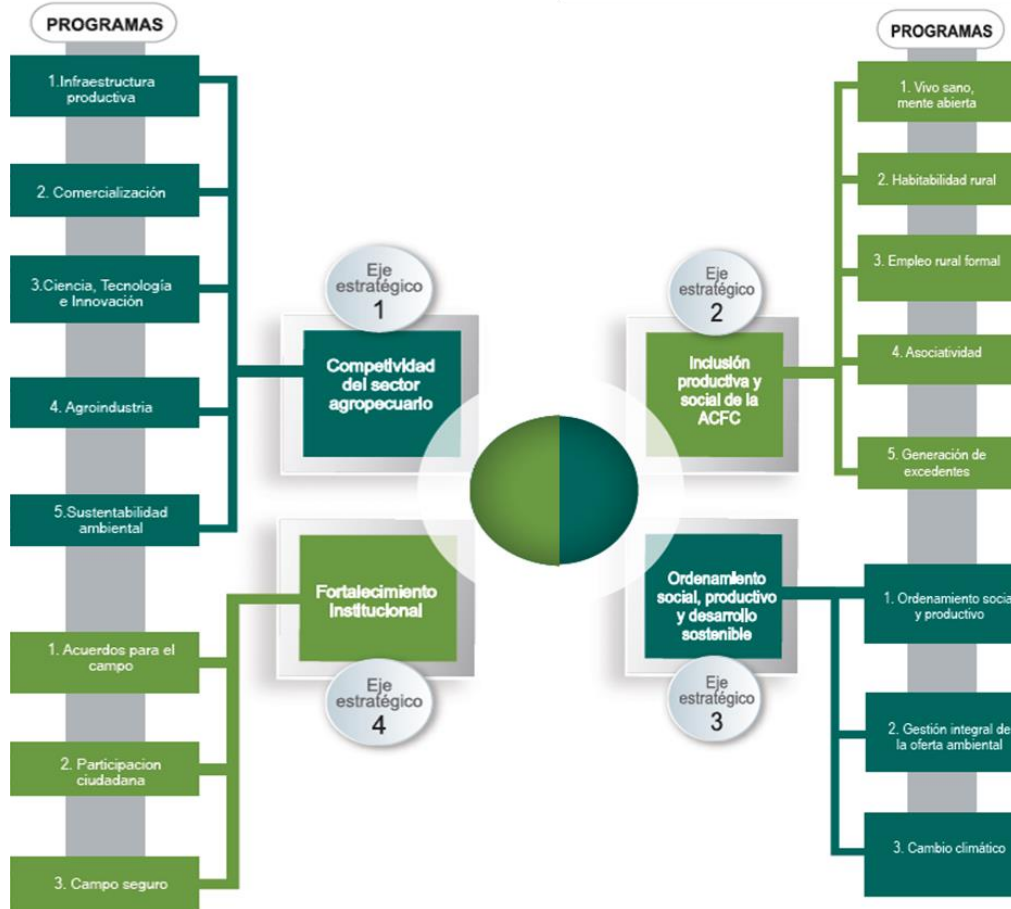 PROGRAMAS
1.Infraestructura
productiva
2. Comercialización
3.Ciencia, Tecnología
e Innovación
4. Agroindustria
5.Sustentabilidad
ambiental
Eje
estratégico
1
Competividad
del sector
agropecuario
PROGRAMAS
1. Vivo sano,
mente abierta
2. Habitabilidad rural
3. Empleo rural formal
4. Asociatividad
5. Generación de
excedentes
Eje
estratégico
2
Inclusión
productiva y
social de la
ACFC
Fortalecimiento
Institucional
Eje
estratégico
4
1. Acuerdos para el
campo
2. Participacion
ciudadana
3. Campo seguro
Ordenamiento
social, productivo
y desarrollo
sostenible
Eje
estratégico
3
1. Ordenamiento social
y productivo
2. Gestión integral de
la oferta ambiental
3. Cambio climático